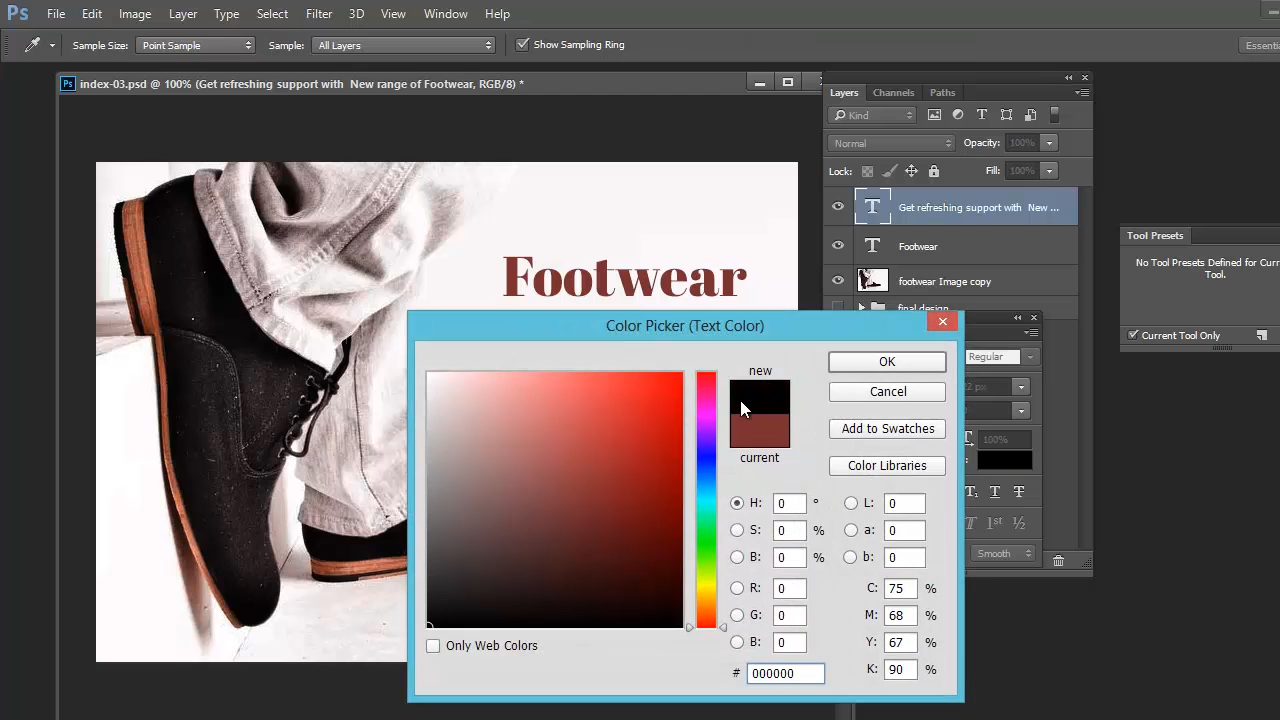 Ps File Edit Image Layer Type Select Filter 3D View Window Help
Sample Size: Point Sample Sample: All Layers Show Sampling Ring
Ps index-03.psd @ 100% (Get refreshing support with New range of Footwear, RGB/8) *
Layers Channels Paths
Kind
Normal Opacity: 100%
Lock: Fill: 100%
T Get refreshing support with New ...
T Footwear
footwear Image copy
final design
Tool Presets
No Tool Presets Defined for Current
Tool.
Current Tool Only
Footwear
Color Picker (Text Color)
new
current
OK
Cancel
Add to Swatches
Color Libraries
H: 0 °
S: 0 %
B: 0 %
R: 0
G: 0
B: 0
# 000000
L: 0
a: 0
b: 0
C: 75 %
M: 68 %
Y: 67 %
K: 90 %
Only Web Colors
Regular
100%
T T
T 1st ½
Smooth